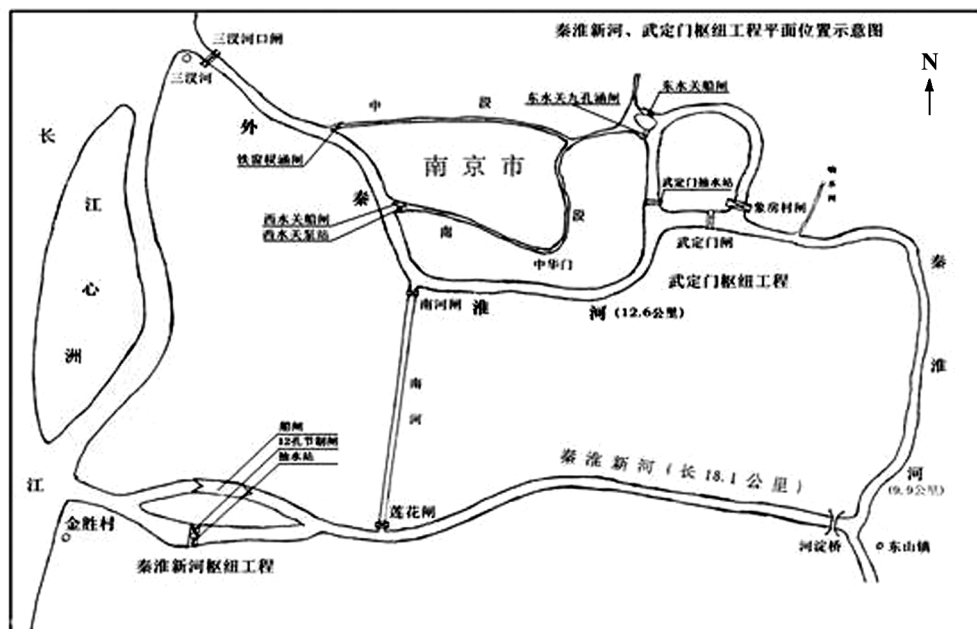 秦淮新河、武定门枢纽工程平面位置示意图
N
三汊河口闸
三汊河
东水关船闸
东水关九孔涵闸
中
段
长
外
铁窗棂涵闸
南京市
武定门抽水站
秦
江
西水关船闸
西水关泵站
南
段
象房村闸
武定门闸
中华门
武定门枢纽工程
秦
心
南河闸
淮
河(12.6公里)
洲
淮
南
河
船闸
12孔节制闸
抽水站
秦淮新河(长18.1公里)
江
河
(9.9公里)
金胜村
莲花闸
河淀桥
东山镇
秦淮新河枢纽工程